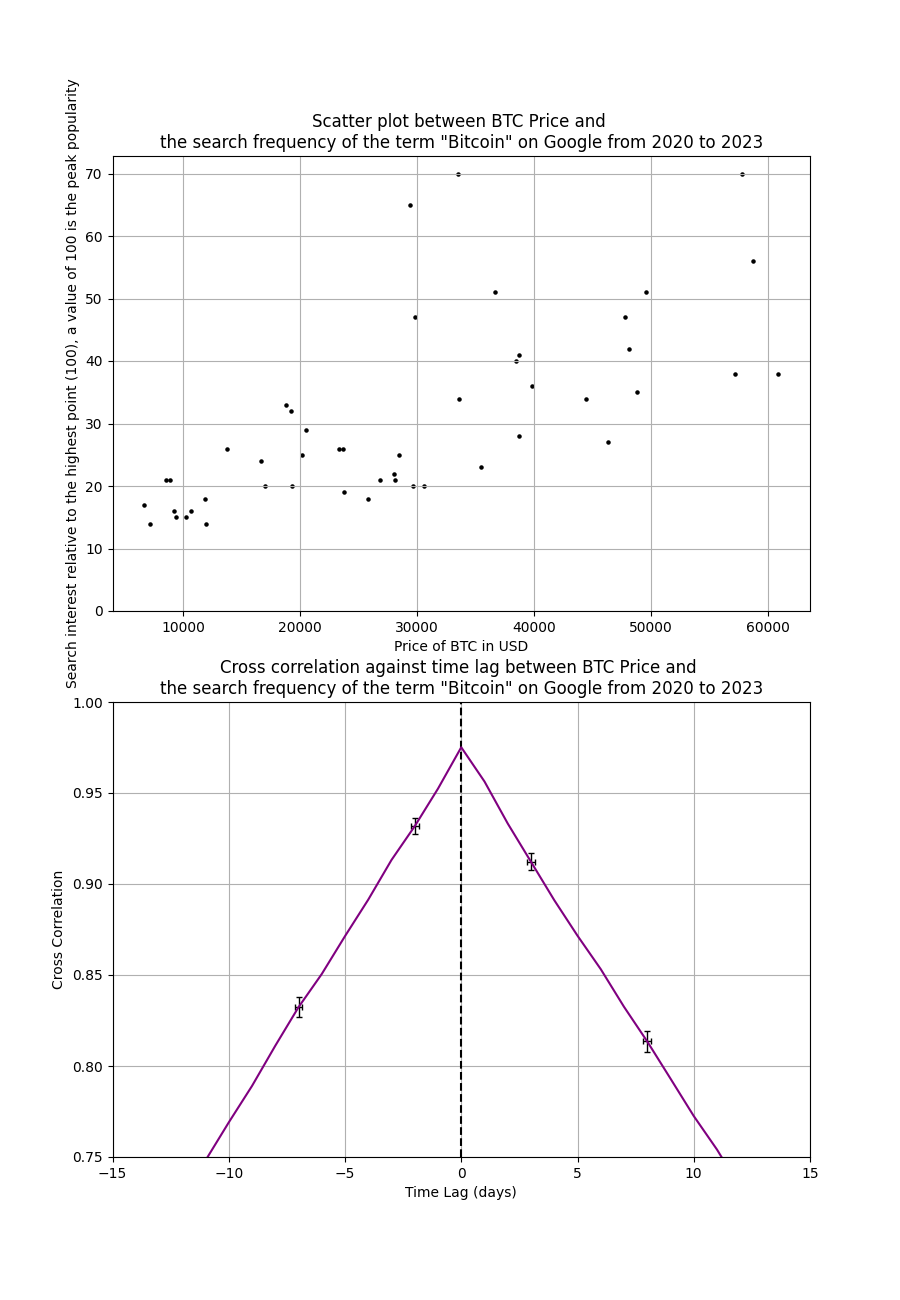 Scatter plot between BTC Price and
the search frequency of the term "Bitcoin" on Google from 2020 to 2023
Search interest relative to the highest point (100), a value of 100 is the peak popularity
70
60
50
40
30
20
10
0
10000 20000 30000 40000 50000 60000
Price of BTC in USD
Cross correlation against time lag between BTC Price and
the search frequency of the term "Bitcoin" on Google from 2020 to 2023
Cross Correlation
1.00
0.95
0.90
0.85
0.80
0.75
−15 −10 −5 0 5 10 15
Time Lag (days)